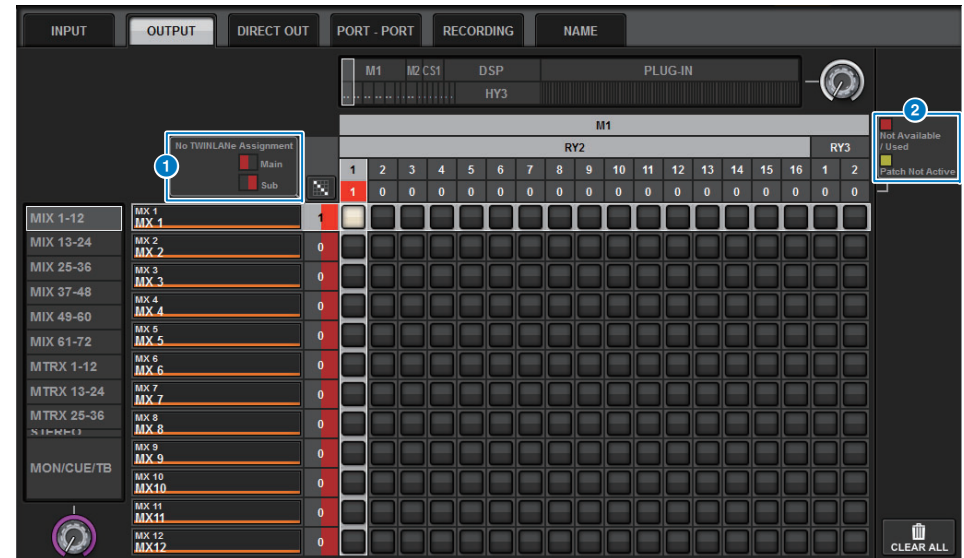 INPUT OUTPUT DIRECT OUT PORT - PORT RECORDING NAME
M1 M2 CS1 DSP PLUG-IN
HY3
2
Not Available
/ Used
Patch Not Active
1
No TWINLANe Assignment
Main
Sub
M1
RY2 RY3
1 2 3 4 5 6 7 8 9 10 11 12 13 14 15 16 1 2
1 0 0 0 0 0 0 0 0 0 0 0 0 0 0 0 0 0
MIX 1-12
MIX 13-24
MIX 25-36
MIX 37-48
MIX 49-60
MIX 61-72
MTRX 1-12
MTRX 13-24
MTRX 25-36
STEREO
MON/CUE/TB
MX 1
MX 1 1
MX 2
MX 2 0
MX 3
MX 3 0
MX 4
MX 4 0
MX 5
MX 5 0
MX 6
MX 6 0
MX 7
MX 7 0
MX 8
MX 8 0
MX 9
MX 9 0
MX 10
MX10 0
MX 11
MX11 0
MX 12
MX12 0
CLEAR ALL